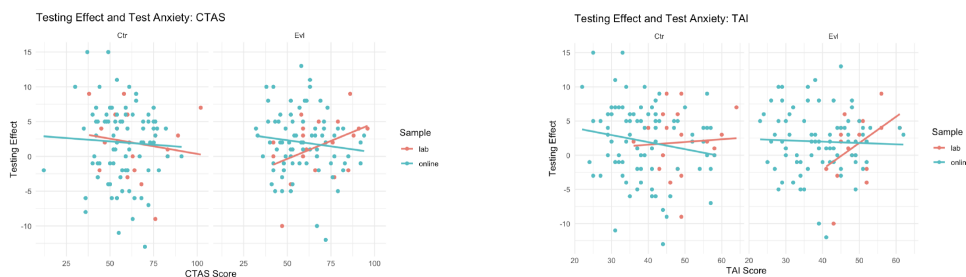 Testing Effect and Test Anxiety: CTAS
Ctr
Evl
15
10
5
0
-5
-10
Testing Effect
25
50
75
100
25
50
75
100
CTAS Score
Sample
lab
online
Testing Effect and Test Anxiety: TAI
Ctr
Evl
15
10
5
0
-5
-10
Testing Effect
20
30
40
50
60
20
30
40
50
60
TAI Score
Sample
lab
online